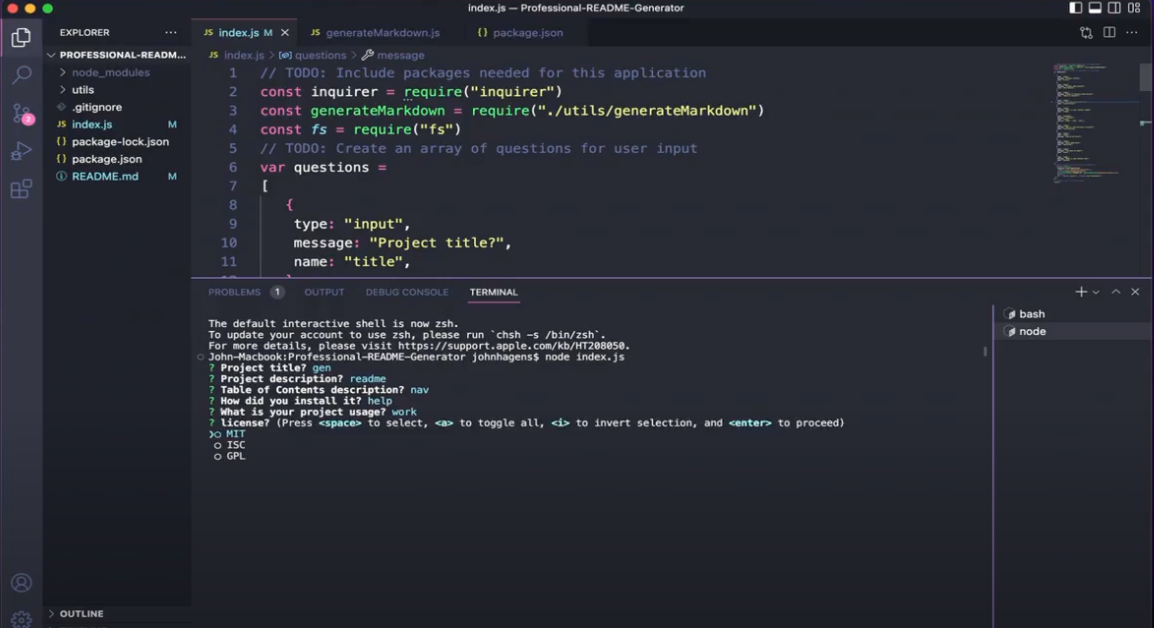 index.js — Professional-README-Generator
EXPLORER
PROFESSIONAL-READM...
node_modules
utils
.gitignore
JS index.js M
{} package-lock.json
{} package.json
README.md M
OUTLINE
2
JS index.js M
JS generateMarkdown.js
{} package.json
JS index.js > questions > message
1 // TODO: Include packages needed for this application
2 const inquirer = require("inquirer")
3 const generateMarkdown = require("./utils/generateMarkdown")
4 const fs = require("fs")
5 // TODO: Create an array of questions for user input
6 var questions =
7 [
8 {
9 type: "input",
10 message: "Project title?",
11 name: "title",
PROBLEMS 1 OUTPUT DEBUG CONSOLE TERMINAL
The default interactive shell is now zsh.
To update your account to use zsh, please run `chsh -s /bin/zsh`.
For more details, please visit https://support.apple.com/kb/HT208050.
John-Macbook:Professional-README-Generator johnhagens$ node index.js
? Project title? gen
? Project description? readme
? Table of Contents description? nav
? How did you install it? help
? What is your project usage? work
? license? (Press <space> to select, <a> to toggle all, <i> to invert selection, and <enter> to proceed)
❯○ MIT
○ ISC
○ GPL
bash
node